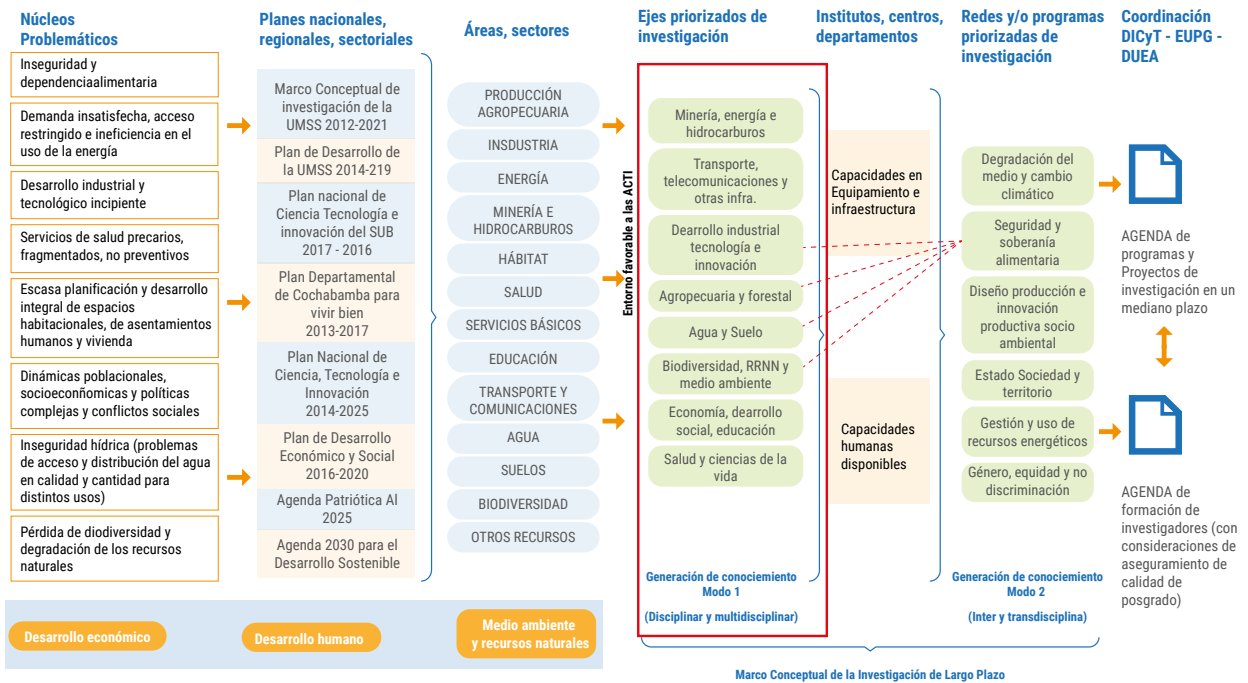 Núcleos
Problemáticos
Inseguridad y
dependenciaalimentaria
Demanda insatisfecha, acceso
restringido e ineficiencia en el
uso de la energía
Desarrollo industrial y
tecnológico incipiente
Servicios de salud precarios,
fragmentados, no preventivos
Escasa planificación y desarrollo
integral de espacios
habitacionales, de asentamientos
humanos y vivienda
Dinámicas poblacionales,
socioeconñomicas y políticas
complejas y conflictos sociales
Inseguridad hídrica (problemas
de acceso y distribución del agua
en calidad y cantidad para
distintos usos)
Pérdida de diodiversidad y
degradación de los recursos
naturales
Planes nacionales,
regionales, sectoriales
Marco Conceptual de
investigación de la
UMSS 2012-2021
Plan de Desarrollo de
la UMSS 2014-219
Plan nacional de
Ciencia Tecnología e
innovación del SUB
2017 - 2016
Plan Departamental
de Cochabamba para
vivir bien
2013-2017
Plan Nacional de
Ciencia, Tecnología e
Innovación
2014-2025
Plan de Desarrollo
Económico y Social
2016-2020
Agenda Patriótica AI
2025
Agenda 2030 para el
Desarrollo Sostenible
Áreas, sectores
PRODUCCIÓN
AGROPECUARIA
INSDUSTRIA
ENERGÍA
MINERÍA E
HIDROCARBUROS
HÁBITAT
SALUD
SERVICIOS BÁSICOS
EDUCACIÓN
TRANSPORTE Y
COMUNICACIONES
AGUA
SUELOS
BIODIVERSIDAD
OTROS RECURSOS
Entorno favorable a las ACTI
Ejes priorizados de
investigación
Minería, energía e
hidrocarburos
Transporte,
telecomunicaciones y
otras infra.
Dearrollo industrial
tecnología e
innovación
Agropecuaria y forestal
Agua y Suelo
Biodiversidad, RRNN y
medio ambiente
Economía, dearrollo
social, educación
Salud y ciencias de la
vida
Generación de conociemiento
Modo 1
(Disciplinar y multidisciplinar)
Institutos, centros,
departamentos
Capacidades en
Equipamiento e
infraestructura
Capacidades
humanas
disponibles
Redes y/o programas
priorizadas de
investigación
Degradación del
medio y cambio
climático
Seguridad y
soberanía
alimentaria
Diseño producción e
innovación
productiva socio
ambiental
Estado Sociedad y
territorio
Gestión y uso de
recursos energéticos
Género, equidad y no
discriminación
Generación de conociemiento
Modo 2
(Inter y transdisciplina)
Coordinación
DICyT - EUPG -
DUEA
AGENDA de
programas y
Proyectos de
investigación en un
mediano plazo
AGENDA de
formación de
investigadores (con
consideraciones de
aseguramiento de
calidad de
posgrado)
Desarrollo económico
Desarrollo humano
Medio ambiente
y recursos naturales
Marco Conceptual de la Investigación de Largo Plazo